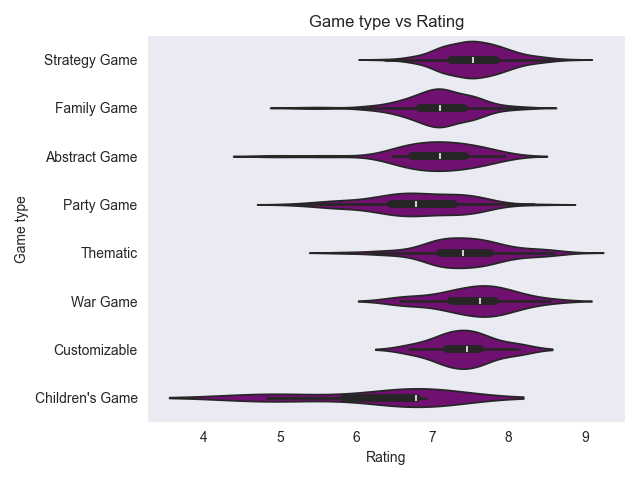 Game type vs Rating
Strategy Game
Family Game
Abstract Game
Party Game
Thematic
War Game
Customizable
Children's Game
Game type
4 5 6 7 8 9
Rating